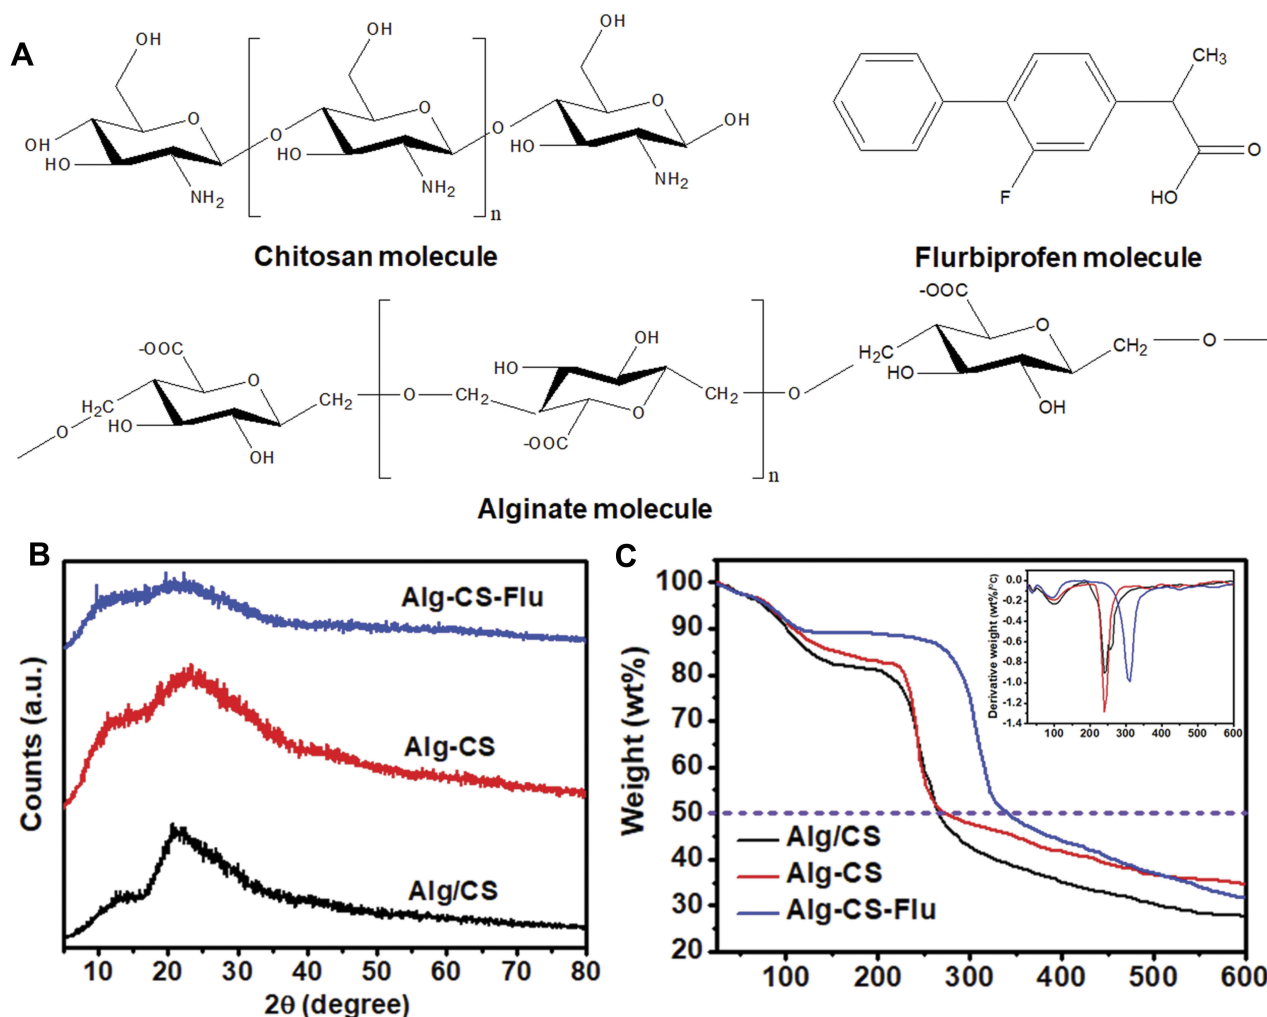 A
OH
OH
OH
O
O
O
OH
O
O
OH
HO
HO
HO
NH2
NH2
NH2
n
Chitosan molecule
CH3
O
F
HO
Flurbiprofen molecule
-OOC
O
H2C
O
HO
OH
CH2
O
CH2
HO
OH
O
-OOC
CH2
O
n
-OOC
O
H2C
HO
OH
CH2
O
Alginate molecule
B
Counts (a.u.)
Alg-CS-Flu
Alg-CS
Alg/CS
10 20 30 40 50 60 70 80
2θ (degree)
C
Weight (wt%)
100
90
80
70
60
50
40
30
20
Alg/CS
Alg-CS
Alg-CS-Flu
100 200 300 400 500 600
Derivative weight (wt%/°C)
0.0
-0.2
-0.4
-0.6
-0.8
-1.0
-1.2
-1.4
100 200 300 400 500 600